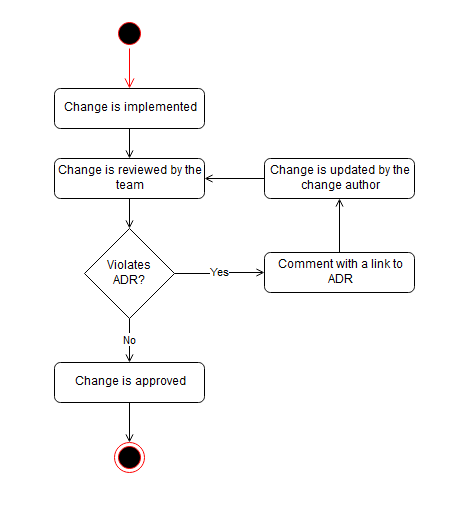 Change is implemented
Change is reviewed by the
team
Change is updated by the
change author
Violates
ADR?
Yes
Comment with a link to
ADR
No
Change is approved